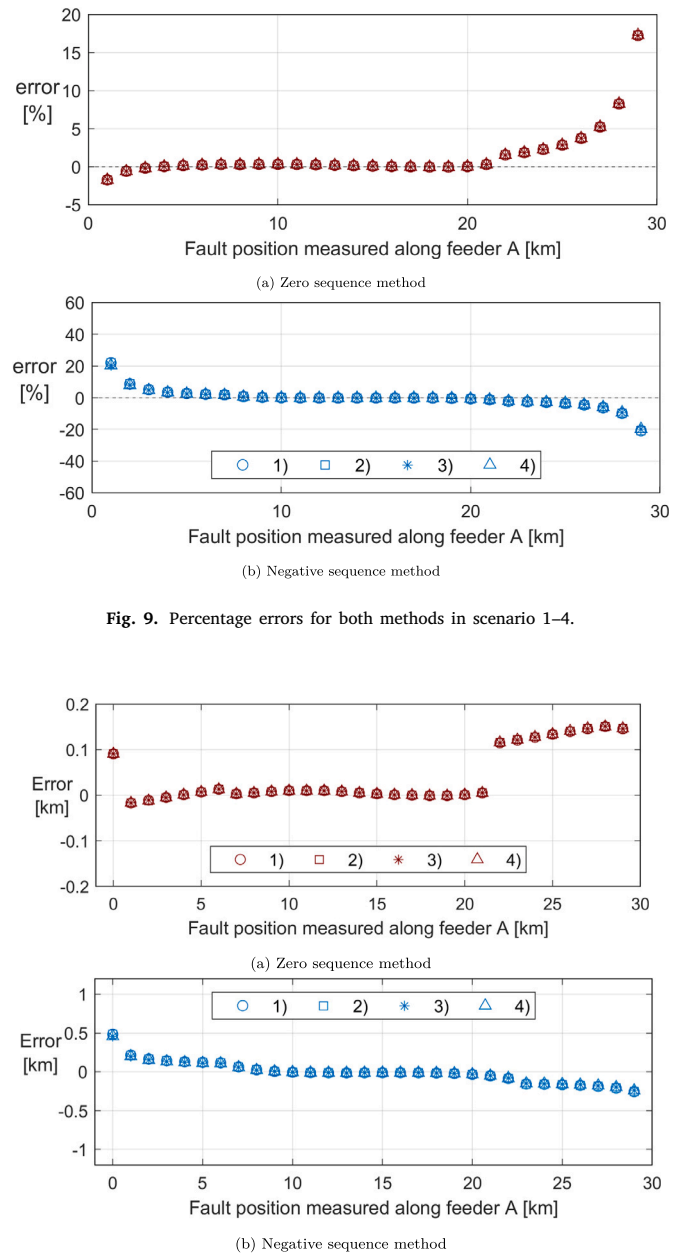 20
15
10
5
0
-5
error
[%]
0 10 20 30
Fault position measured along feeder A [km]
(a) Zero sequence method
60
40
20
0
-20
-40
-60
error
[%]
1) 2) 3) 4)
0 10 20 30
Fault position measured along feeder A [km]
(b) Negative sequence method
Fig. 9. Percentage errors for both methods in scenario 1–4.
0.2
0.1
0
-0.1
-0.2
Error
[km]
1) 2) 3) 4)
0 5 10 15 20 25 30
Fault position measured along feeder A [km]
(a) Zero sequence method
1
0.5
0
-0.5
-1
Error
[km]
1) 2) 3) 4)
0 5 10 15 20 25 30
Fault position measured along feeder A [km]
(b) Negative sequence method